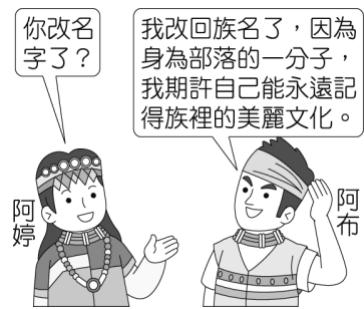 你改名
字了？
我改回族名了，因為
身為部落的一分子，
我期許自己能永遠記
得族裡的美麗文化。
阿婷
阿布